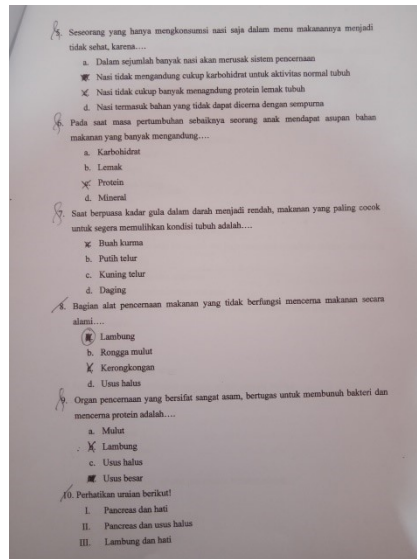 5. Seseorang yang hanya mengkonsumsi nasi saja dalam menu makanannya menjadi
tidak sehat, karena….
a. Dalam sejumlah banyak nasi akan merusak sistem pencernaan
Nasi tidak mengandung cukup karbohidrat untuk aktivitas normal tubuh
Nasi tidak cukup banyak menagndung protein lemak tubuh
d. Nasi termasuk bahan yang tidak dapat dicerna dengan sempurna
6. Pada saat masa pertumbuhan sebaiknya seorang anak mendapat asupan bahan
makanan yang banyak mengandung….
a. Karbohidrat
b. Lemak
Protein
d. Mineral
7. Saat berpuasa kadar gula dalam darah menjadi rendah, makanan yang paling cocok
untuk segera memulihkan kondisi tubuh adalah….
Buah kurma
b. Putih telur
c. Kuning telur
d. Daging
8. Bagian alat pencernaan makanan yang tidak berfungsi mencerna makanan secara
alami….
Lambung
b. Rongga mulut
Kerongkongan
d. Usus halus
9. Organ pencernaan yang bersifat sangat asam, bertugas untuk membunuh bakteri dan
mencerna protein adalah….
a. Mulut
Lambung
c. Usus halus
Usus besar
10. Perhatikan uraian berikut!
I. Pancreas dan hati
II. Pancreas dan usus halus
III. Lambung dan hati